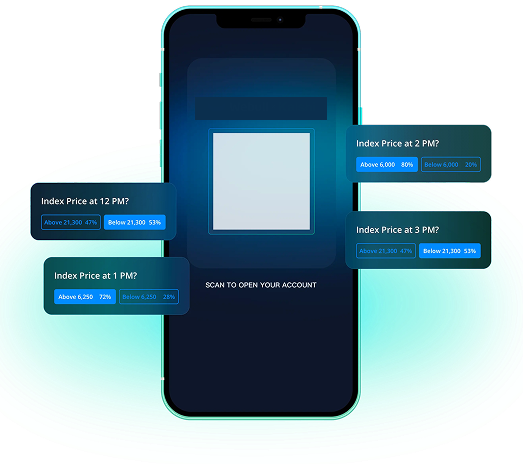 Index Price at 2 PM?
Above 6,000 80% Below 6,000 20%
Index Price at 12 PM?
Above 21,300 47% Below 21,300 53%
Index Price at 3 PM?
Above 21,300 47% Below 21,300 53%
Index Price at 1 PM?
Above 6,250 72% Below 6,250 28%
SCAN TO OPEN YOUR ACCOUNT